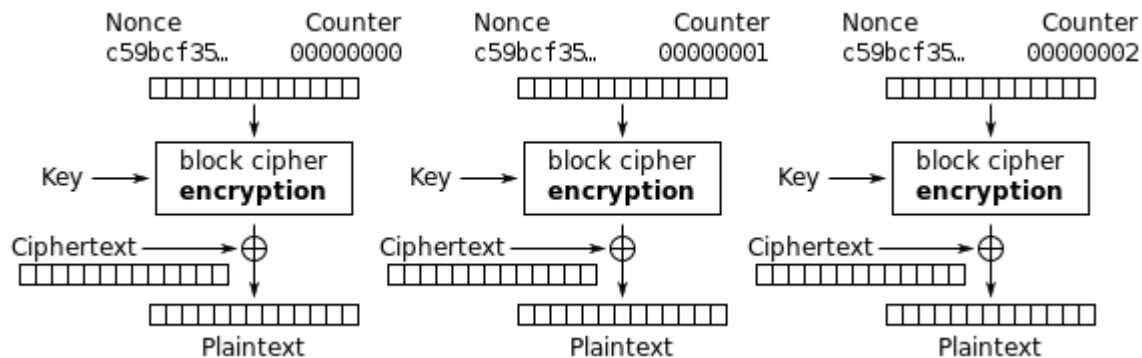 Nonce Counter Nonce Counter Nonce Counter
c59bcf35… 00000000 c59bcf35… 00000001 c59bcf35… 00000002
block cipher block cipher block cipher
Key encryption Key encryption Key encryption
Ciphertext Ciphertext Ciphertext
Plaintext Plaintext Plaintext